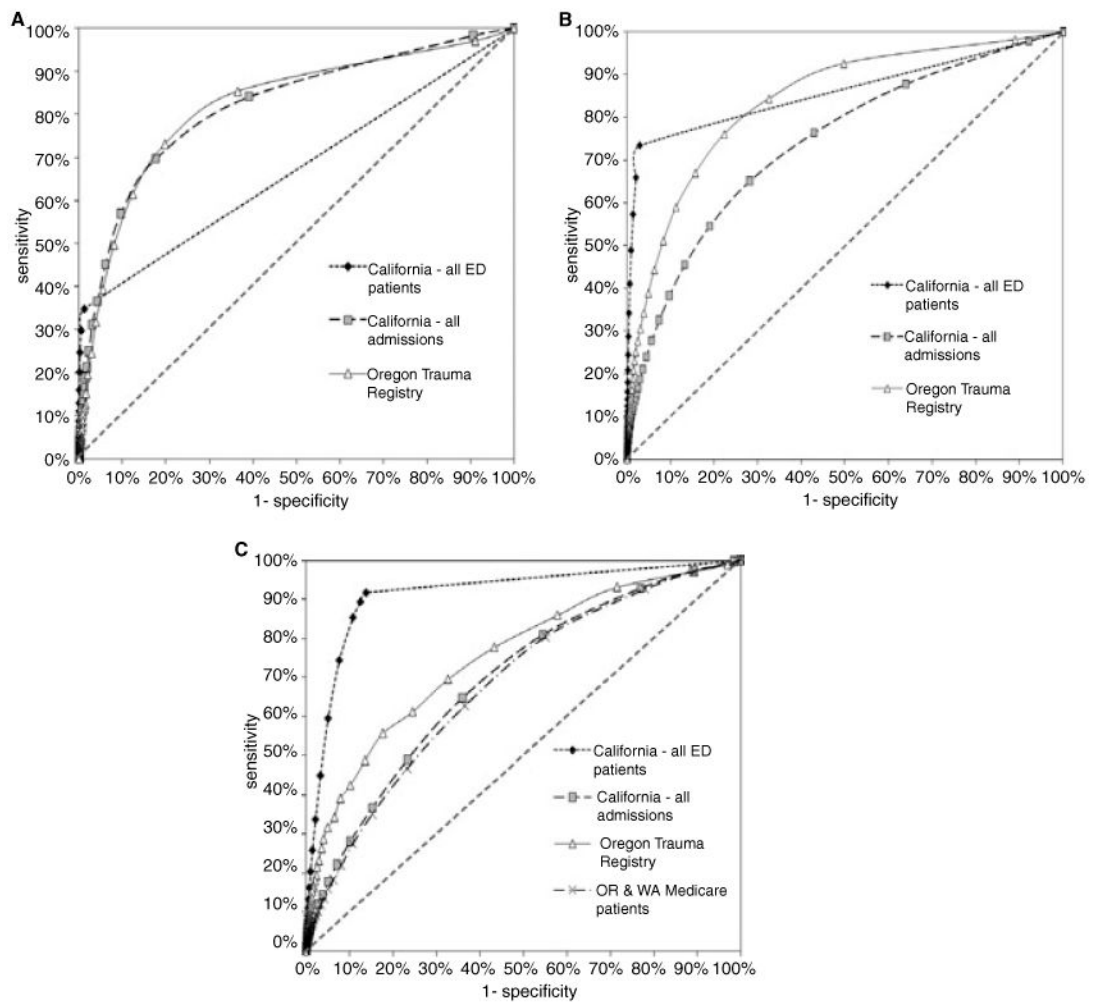 A
100%
90%
80%
70%
60%
50%
40%
30%
20%
10%
0%
sensitivity
California - all ED
patients
California - all
admissions
Oregon Trauma
Registry
0% 10% 20% 30% 40% 50% 60% 70% 80% 90% 100%
1- specificity
B
100%
90%
80%
70%
60%
50%
40%
30%
20%
10%
0%
sensitivity
California - all ED
patients
California - all
admissions
Oregon Trauma
Registry
0% 10% 20% 30% 40% 50% 60% 70% 80% 90% 100%
1- specificity
C
100%
90%
80%
70%
60%
50%
40%
30%
20%
10%
0%
sensitivity
California - all ED
patients
California - all
admissions
Oregon Trauma
Registry
OR & WA Medicare
patients
0% 10% 20% 30% 40% 50% 60% 70% 80% 90% 100%
1- specificity